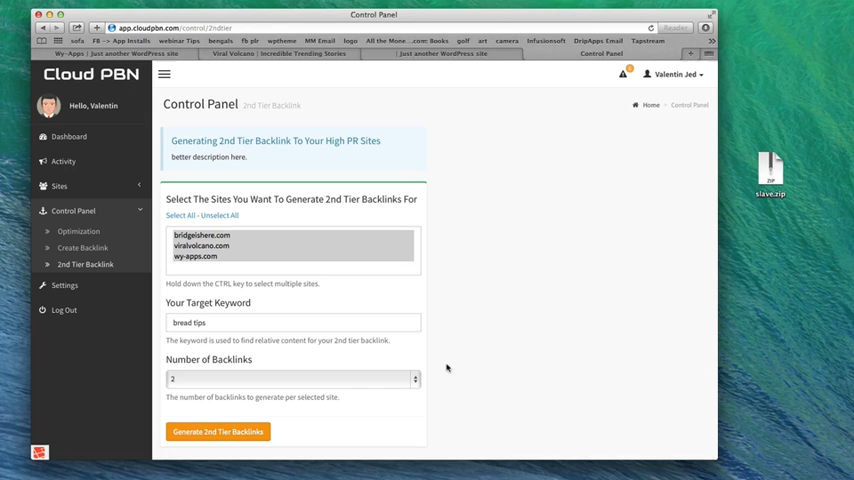 Control Panel
app.cloudpbn.com/control/2ndtier
Reader
sofa FB -> App Installs webinar Tips bengals fb plr wptheme MM Email logo All the Mone...com: Books golf art camera Infusionsoft DripApps Email Tapstream
Wy-Apps | Just another WordPress site
Viral Volcano | Incredible Trending Stories
| Just another WordPress site
Control Panel
Cloud PBN
Valentin Jed
Hello, Valentin
Dashboard
Activity
Sites
Control Panel
Optimization
Create Backlink
2nd Tier Backlink
Settings
Log Out
Control Panel 2nd Tier Backlink
Home > Control Panel
Generating 2nd Tier Backlink To Your High PR Sites
better description here.
Select The Sites You Want To Generate 2nd Tier Backlinks For
Select All - Unselect All
bridgeishere.com
viralvolcano.com
wy-apps.com
Hold down the CTRL key to select multiple sites.
Your Target Keyword
bread tips
The keyword is used to find relative content for your 2nd tier backlink.
Number of Backlinks
2
The number of backlinks to generate per selected site.
Generate 2nd Tier Backlinks
ZIP
slave.zip